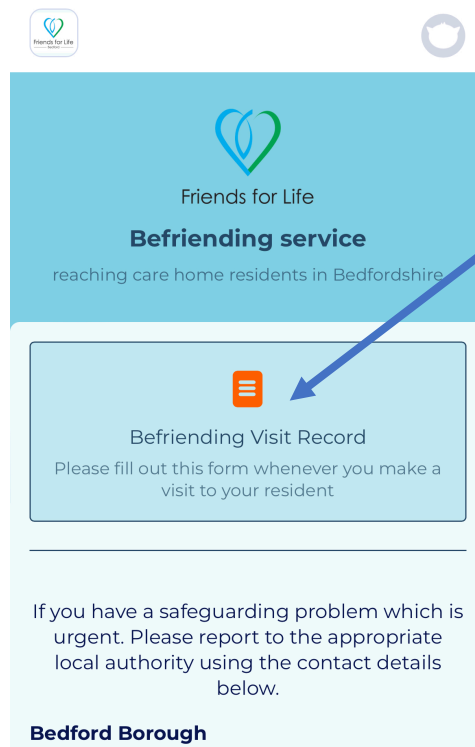 Friends for Life
Friends for Life
Befriending service
reaching care home residents in Bedfordshire
Befriending Visit Record
Please fill out this form whenever you make a
visit to your resident
If you have a safeguarding problem which is
urgent. Please report to the appropriate
local authority using the contact details
below.
Bedford Borough